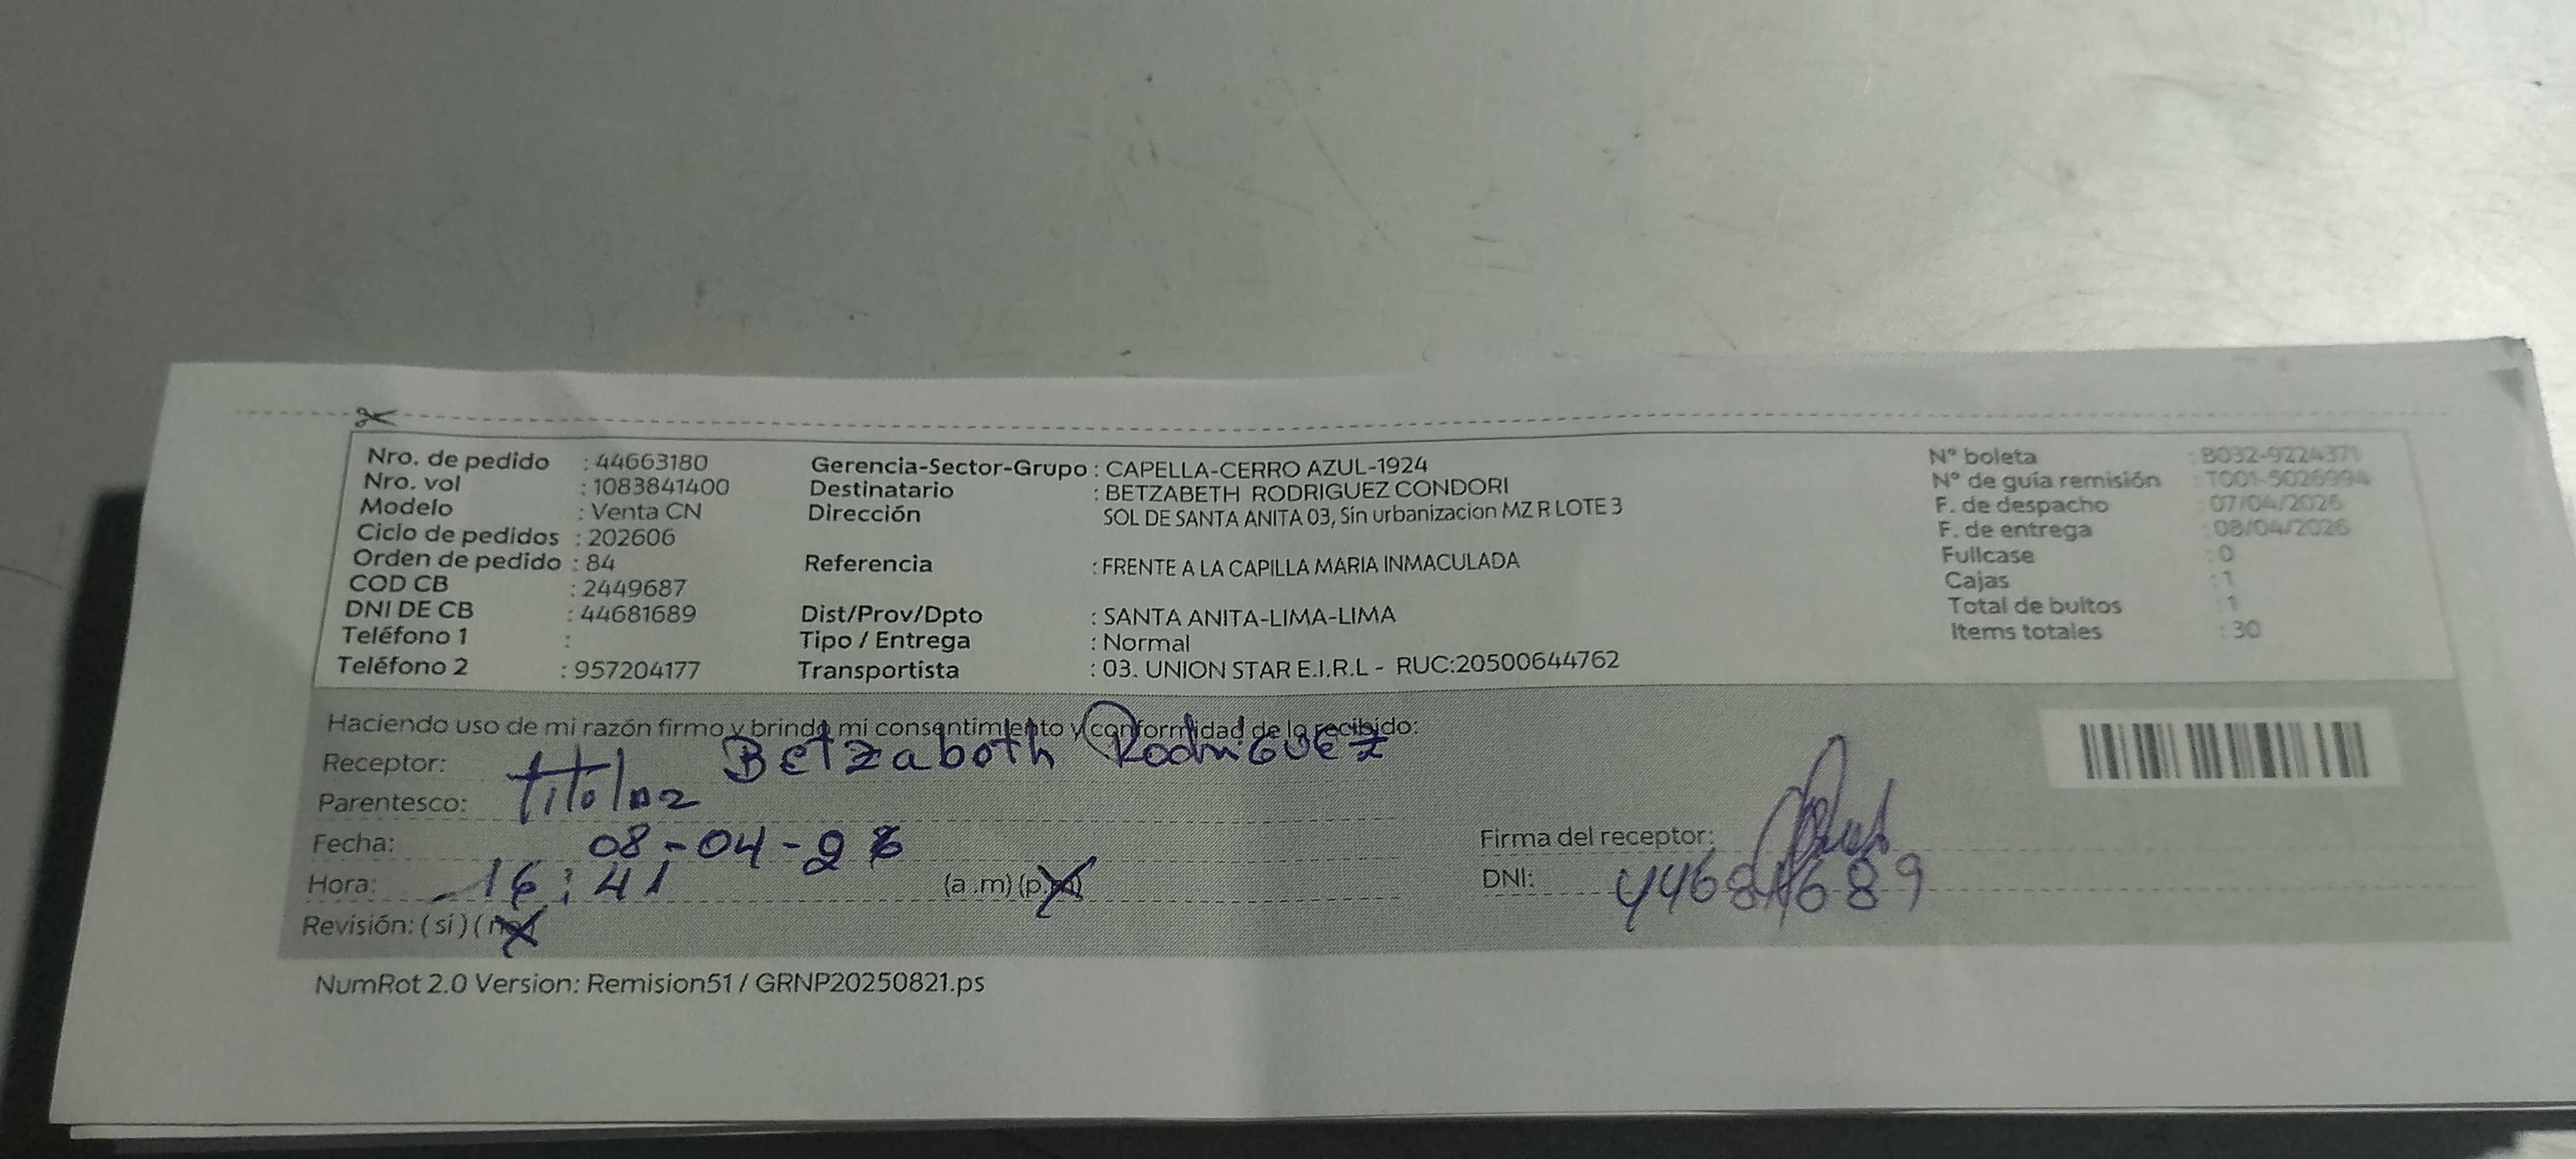 Nro. de pedido : 44663180
Nro. vol : 1083841400
Modelo : Venta CN
Ciclo de pedidos : 202606
Orden de pedido : 84
COD CB : 2449687
DNI DE CB : 44681689
Teléfono 1 :
Teléfono 2 : 957204177
Gerencia-Sector-Grupo : CAPELLA-CERRO AZUL-1924
Destinatario : BETZABETH RODRIGUEZ CONDORI
Dirección SOL DE SANTA ANITA 03, Sin urbanizacion MZ R LOTE 3
Referencia : FRENTE A LA CAPILLA MARIA INMACULADA
Dist/Prov/Dpto : SANTA ANITA-LIMA-LIMA
Tipo / Entrega : Normal
Transportista : 03. UNION STAR E.I.R.L - RUC:20500644762
N° boleta : B032-9224371
N° de guía remisión : T001-5026994
F. de despacho : 07/04/2026
F. de entrega : 08/04/2026
Fullcase : 0
Cajas : 1
Total de bultos : 1
Items totales : 30
Haciendo uso de mi razón firmo y brindo mi consentimiento y conformidad de lo recibido:
Receptor: Betzabeth Rodriguez
Parentesco: titular
Fecha: 08-04-26
Hora: 16:41 (a.m) (p.m)
Revisión: (si) (no)
Firma del receptor:
DNI: 44681689
NumRot 2.0 Version: Remision51 / GRNP20250821.ps